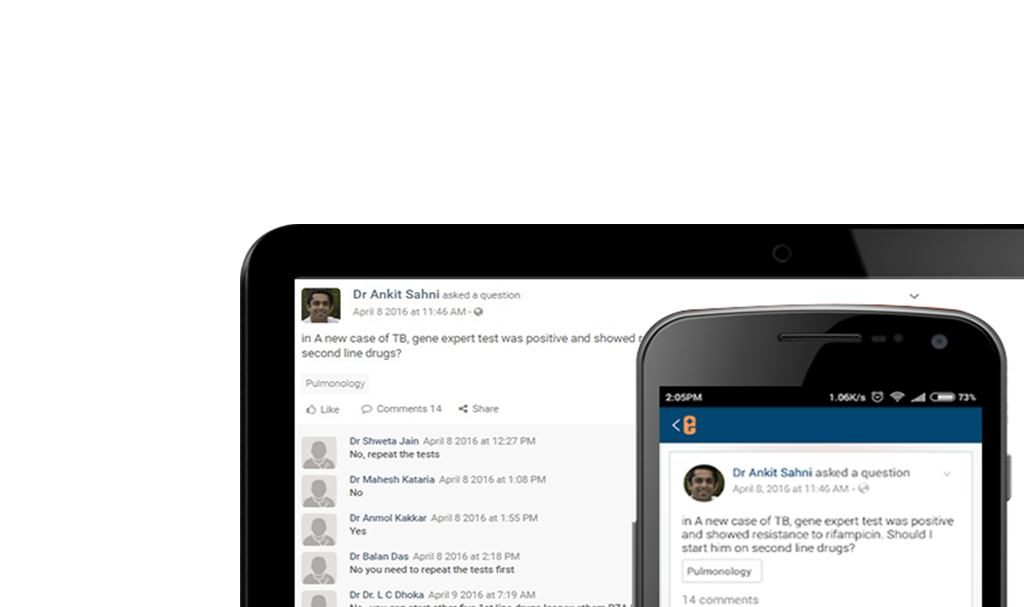 Dr Ankit Sahni asked a question
April 8 2016 at 11:46 AM -
in A new case of TB, gene expert test was positive and showed
second line drugs?
Pulmonology
Like Comments 14 Share
Dr Shweta Jain April 8 2016 at 12:27 PM
No, repeat the tests
Dr Mahesh Kataria April 8 2016 at 1:08 PM
No
Dr Anmol Kakkar April 8 2016 at 1:55 PM
Yes
Dr Balan Das April 8 2016 at 2:18 PM
No you need to repeat the tests first
Dr Dr. L C Dhoka April 9 2016 at 7:19 AM
2:05PM 1.06K/s 73%
e
Dr Ankit Sahni asked a question
April 8, 2016 at 11:46 AM -
in A new case of TB, gene expert test was positive
and showed resistance to rifampicin. Should I
start him on second line drugs?
Pulmonology
14 comments